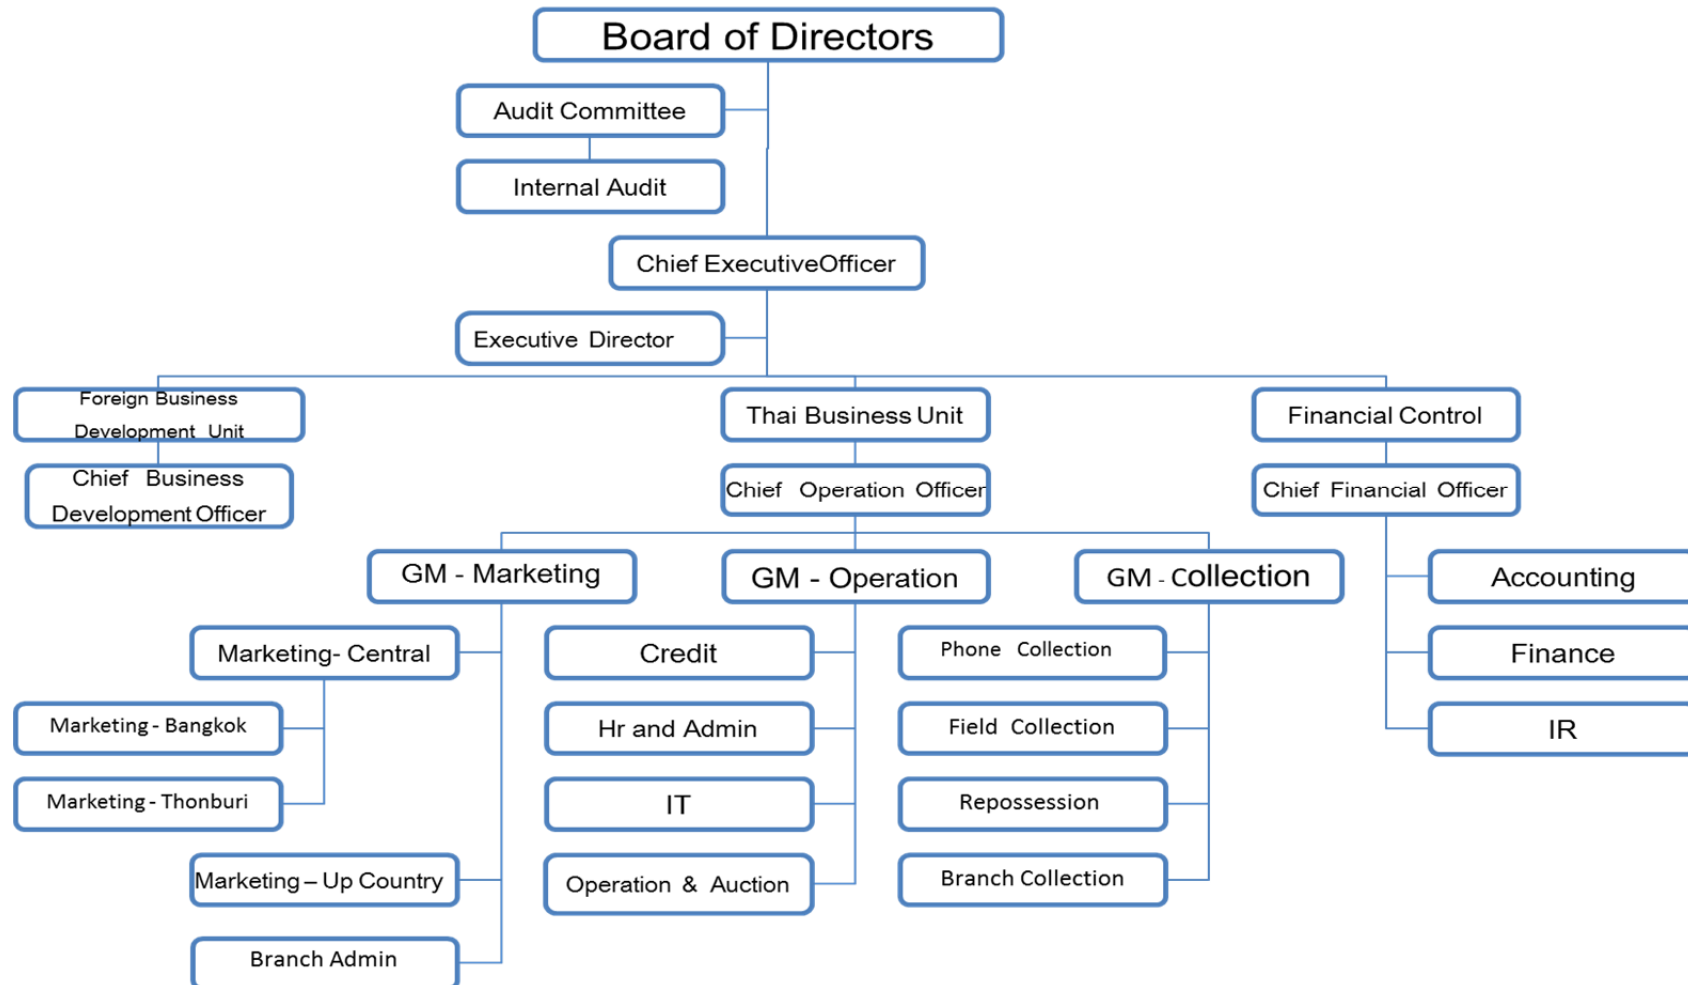 Board of Directors
Audit Committee
Internal Audit
Chief ExecutiveOfficer
Executive Director
Foreign Business
Development Unit
Thai Business Unit
Financial Control
Chief Business
Development Officer
Chief Operation Officer
Chief Financial Officer
GM - Marketing
GM - Operation
GM - Collection
Accounting
Marketing- Central
Credit
Phone Collection
Finance
Marketing - Bangkok
Hr and Admin
Field Collection
IR
Marketing - Thonburi
IT
Repossession
Marketing – Up Country
Operation & Auction
Branch Collection
Branch Admin